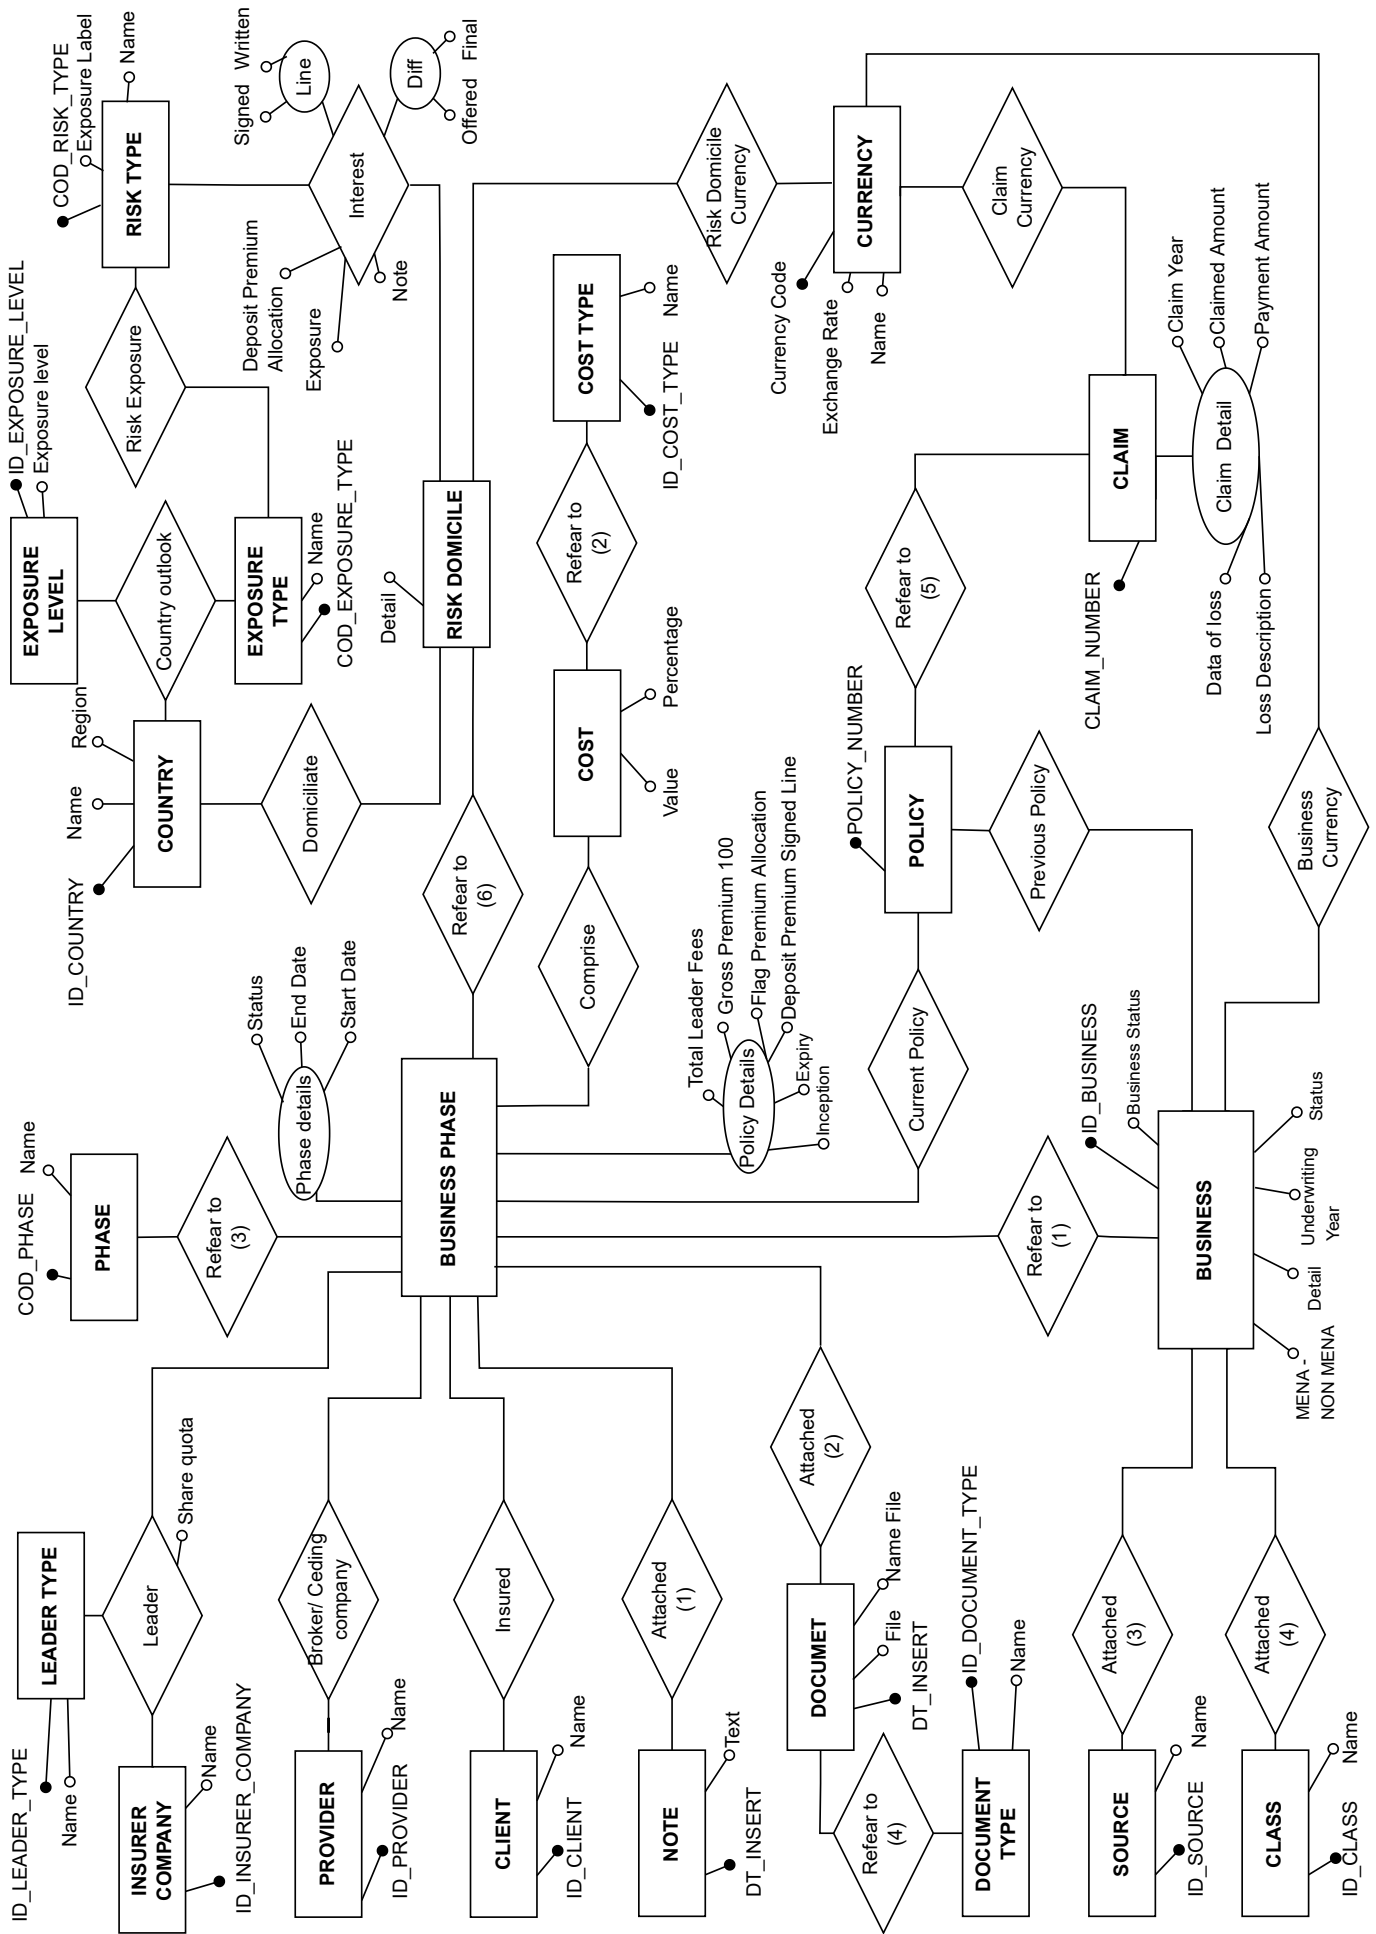 ID_LEADER_TYPE
Name
LEADER TYPE
Leader
Share quota
INSURER
COMPANY
Name
ID_INSURER_COMPANY
COD_PHASE
Name
PHASE
Refear to
(3)
Phase details
Status
End Date
Start Date
ID_COUNTRY
Name
Region
COUNTRY
Country outlook
EXPOSURE
LEVEL
ID_EXPOSURE_LEVEL
Exposure level
EXPOSURE
TYPE
Name
COD_EXPOSURE_TYPE
Risk Exposure
COD_RISK_TYPE
Exposure Label
Name
RISK TYPE
Interest
Signed
Written
Line
Diff
Offered
Final
Deposit Premium
Allocation
Exposure
Note
Domiciliate
Detail
RISK DOMICILE
Refear to
(6)
BUSINESS PHASE
PROVIDER
Name
ID_PROVIDER
Broker/ Ceding
company
CLIENT
Name
ID_CLIENT
Insured
NOTE
Text
DT_INSERT
Attached
(1)
Comprise
COST
Value
Percentage
Refear to
(2)
COST TYPE
ID_COST_TYPE
Name
Total Leader Fees
Gross Premium 100
Flag Premium Allocation
Deposit Premium Signed Line
Expiry
Inception
Policy Details
Risk Domicile
Currency
Currency Code
Exchange Rate
Name
CURRENCY
Claim
Currency
DOCUMET
Name File
File
DT_INSERT
Attached
(2)
Refear to
(4)
DOCUMENT
TYPE
ID_DOCUMENT_TYPE
Name
Current Policy
POLICY_NUMBER
POLICY
Previous Policy
Refear to
(5)
CLAIM
CLAIM_NUMBER
Claim Detail
Claim Year
Claimed Amount
Payment Amount
Data of loss
Loss Description
Refear to
(1)
ID_BUSINESS
Business Status
BUSINESS
Status
Underwriting
Year
Detail
MENA -
NON MENA
Business
Currency
SOURCE
Name
ID_SOURCE
Attached
(3)
CLASS
Name
ID_CLASS
Attached
(4)